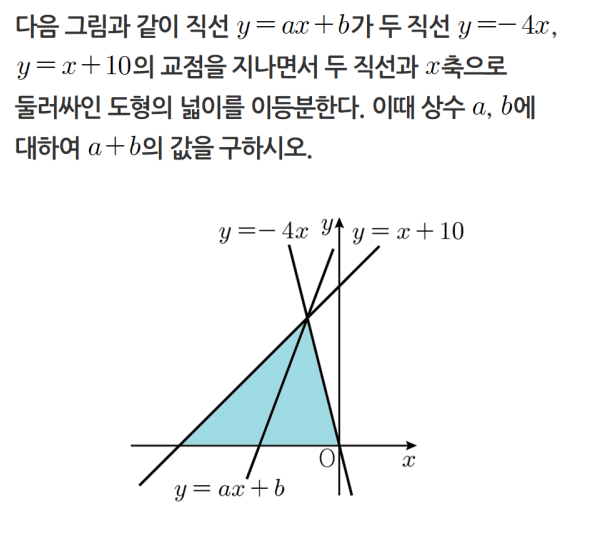 다음 그림과 같이 직선 y=ax+b가 두 직선 y=-4x,
y=x+10의 교점을 지나면서 두 직선과 x축으로
둘러싸인 도형의 넓이를 이등분한다. 이때 상수 a, b에
대하여 a+b의 값을 구하시오.
y=-4x y y=x+10
O
x
y=ax+b